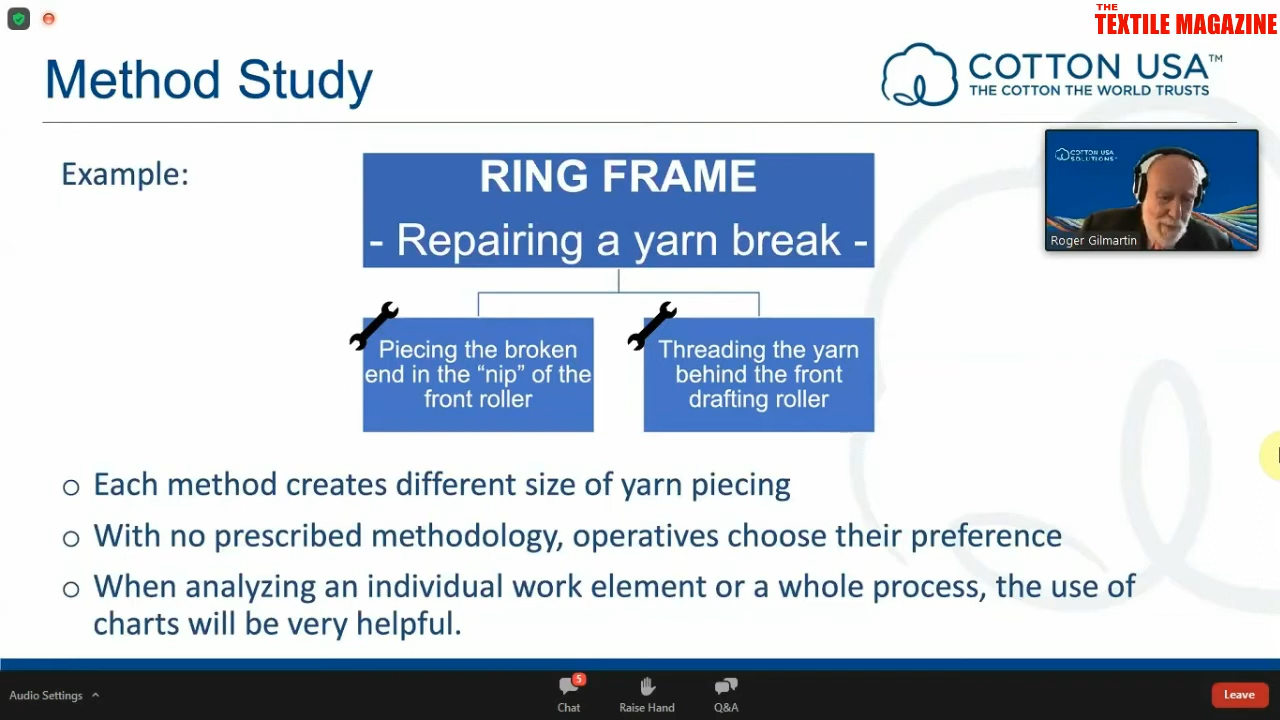 THE
TEXTILE MAGAZINE
Method Study
COTTON USA™
THE COTTON THE WORLD TRUSTS
Example:
RING FRAME
- Repairing a yarn break -
COTTON USA
SOLUTIONS
Roger Gilmartin
Piecing the broken
end in the “nip” of the
front roller
Threading the yarn
behind the front
drafting roller
o Each method creates different size of yarn piecing
o With no prescribed methodology, operatives choose their preference
o When analyzing an individual work element or a whole process, the use of
charts will be very helpful.
Audio Settings
5
Chat
Raise Hand
Q&A
Leave